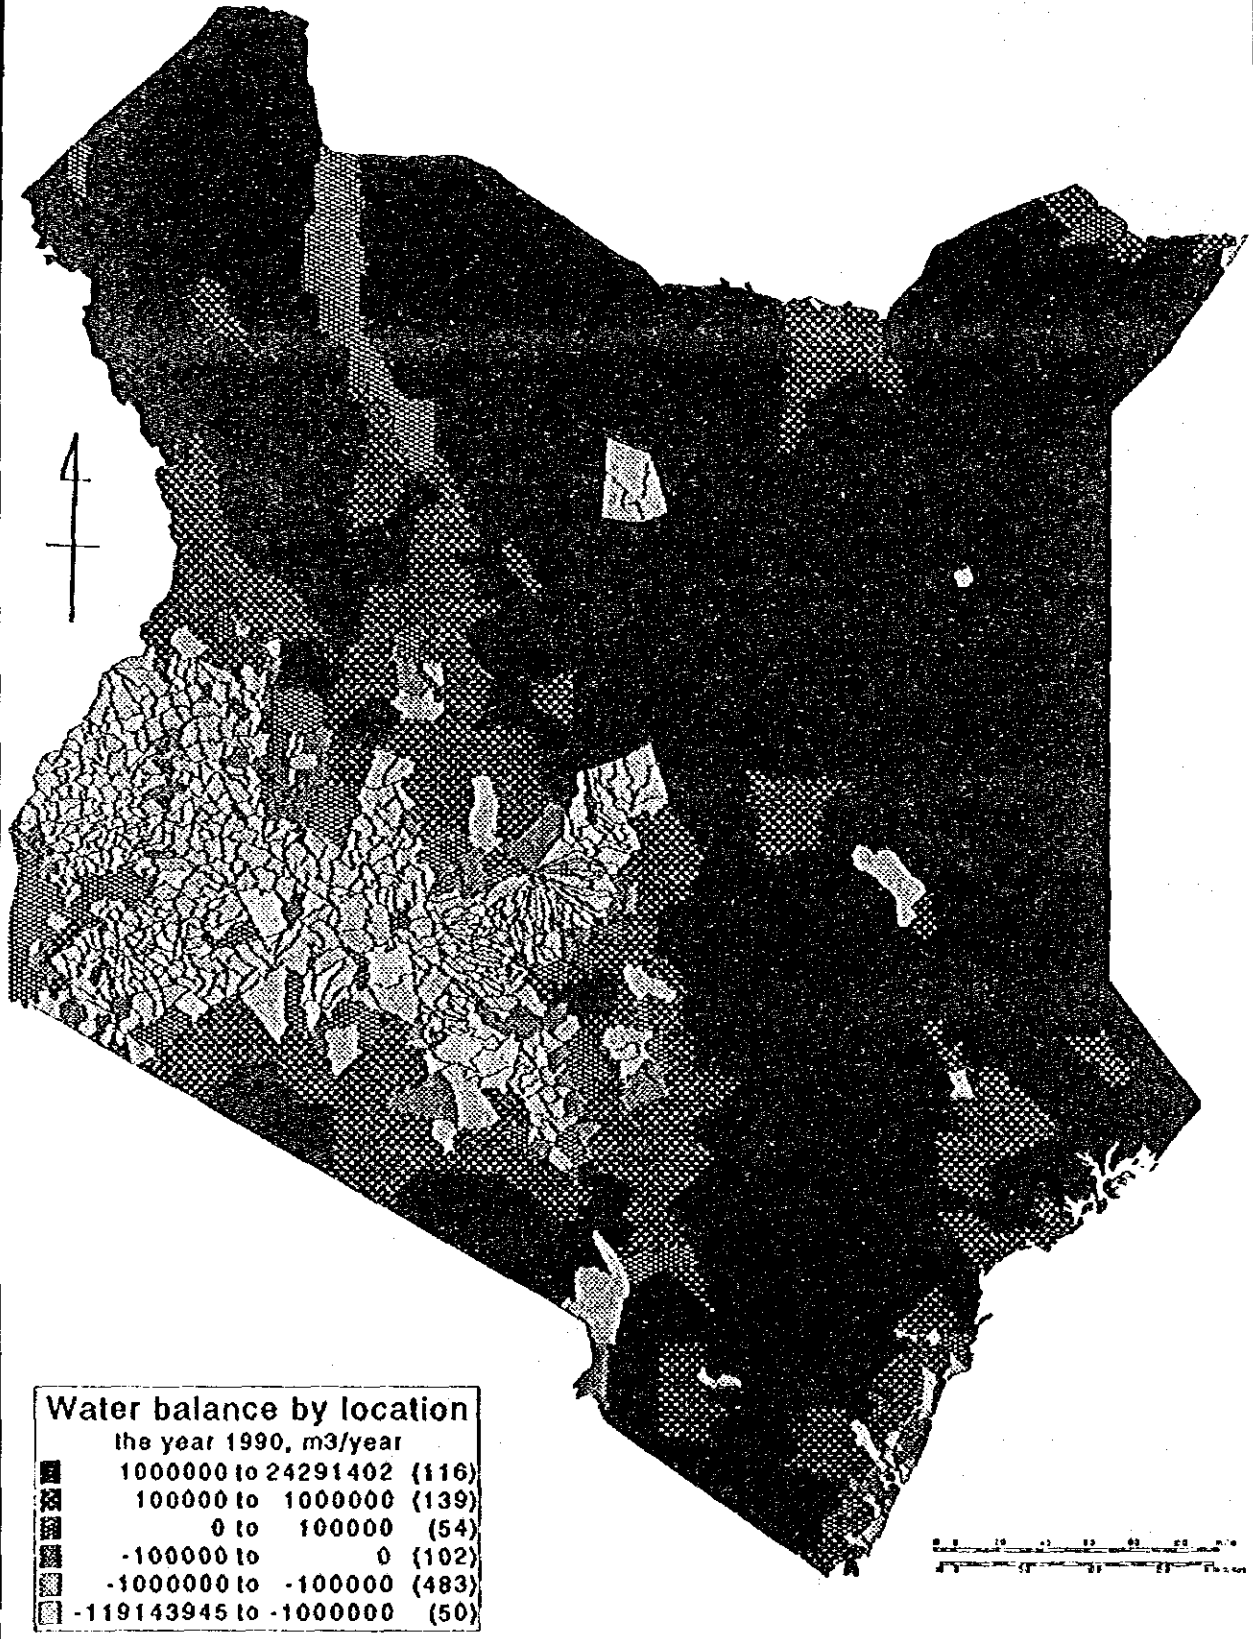 Water balance by location
the year 1990, m3/year
1000000 to 24291402 (116)
100000 to 1000000 (139)
0 to 100000 (54)
-100000 to 0 (102)
-1000000 to -100000 (483)
-119143945 to -1000000 (50)